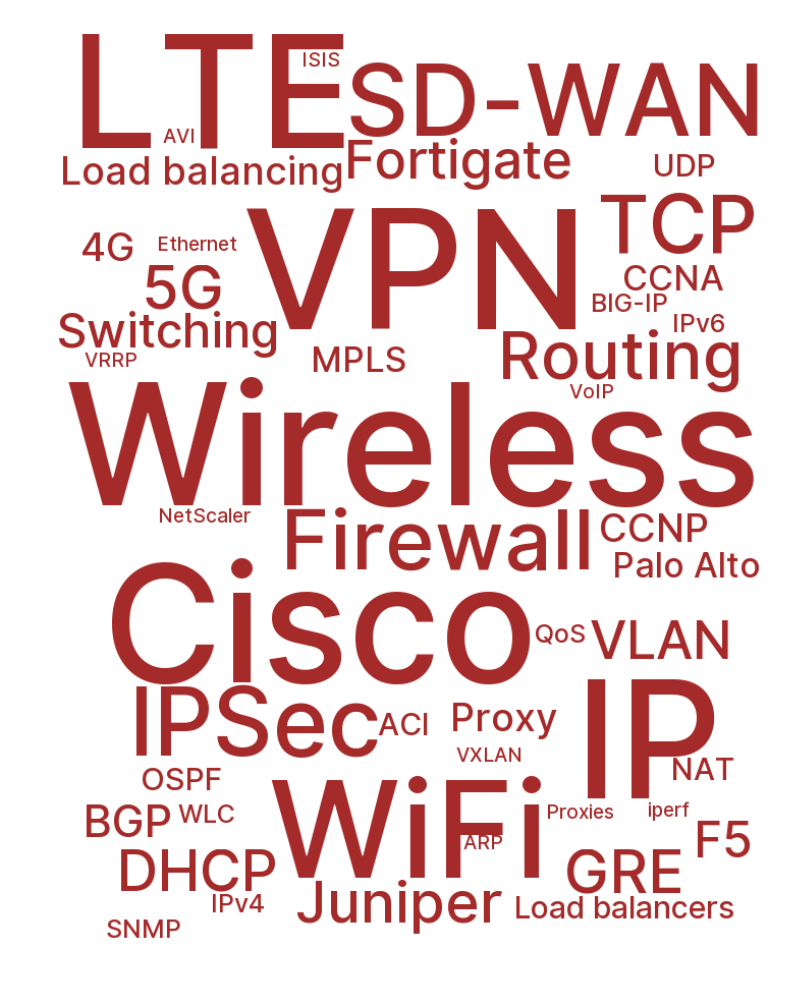 LTE
ISIS
SD-WAN
AVI
Load balancing
Fortigate
UDP
TCP
4G
Ethernet
VPN
5G
CCNA
BIG-IP
Switching
IPv6
VRRP
MPLS
Routing
VoIP
Wireless
NetScaler
Firewall
CCNP
Palo Alto
Cisco
QoS
VLAN
IPSec
ACI
Proxy
IP
VXLAN
NAT
OSPF
BGP
WLC
WiFi
Proxies
iperf
ARP
F5
DHCP
GRE
IPv4
Juniper
Load balancers
SNMP